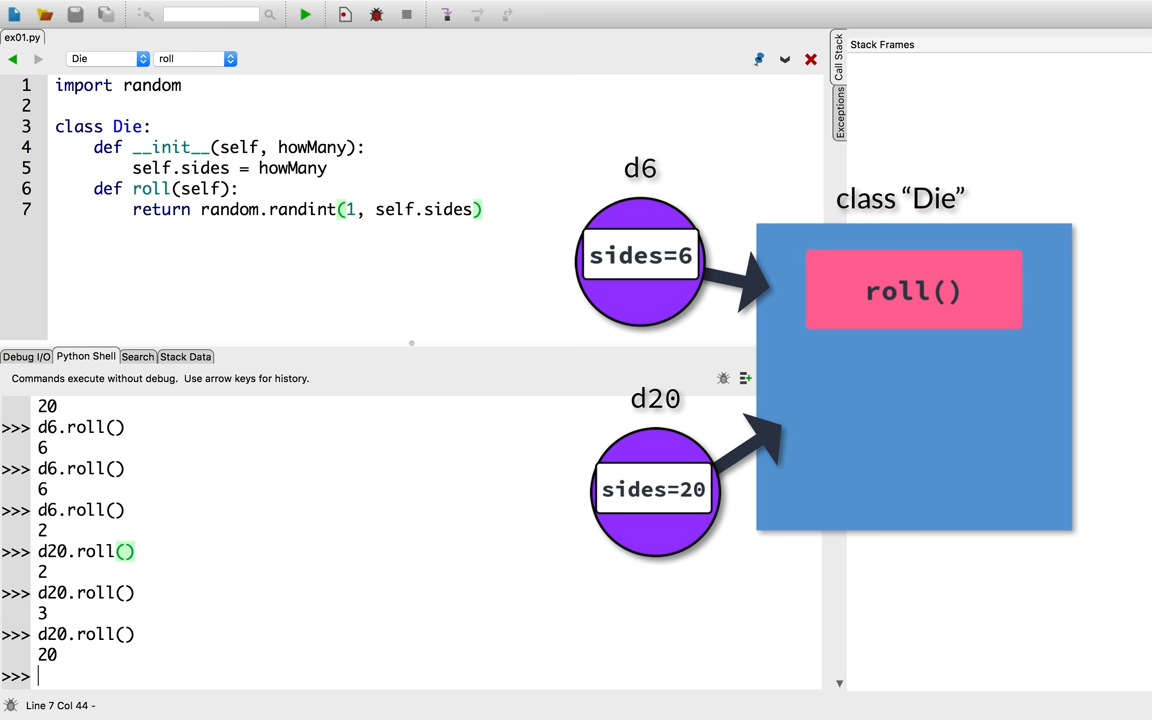 ex01.py
Die
roll
1 import random
2
3 class Die:
4     def __init__(self, howMany):
5         self.sides = howMany
6     def roll(self):
7         return random.randint(1, self.sides)
Call Stack
Exceptions
Stack Frames
d6
sides=6
class “Die”
roll()
d20
sides=20
Debug I/O Python Shell Search Stack Data
Commands execute without debug.  Use arrow keys for history.
20
>>> d6.roll()
6
>>> d6.roll()
6
>>> d6.roll()
2
>>> d20.roll()
2
>>> d20.roll()
3
>>> d20.roll()
20
>>>
Line 7 Col 44 -